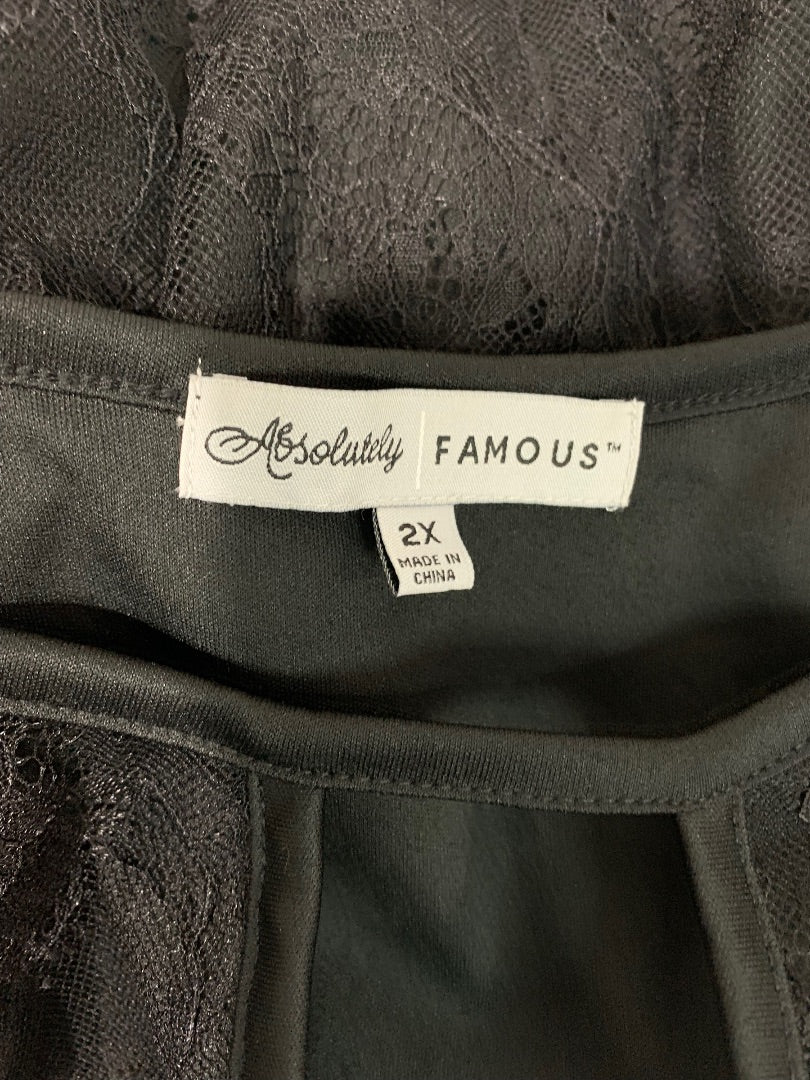 Absolutely | FAMOUS™
2X
MADE IN
CHINA